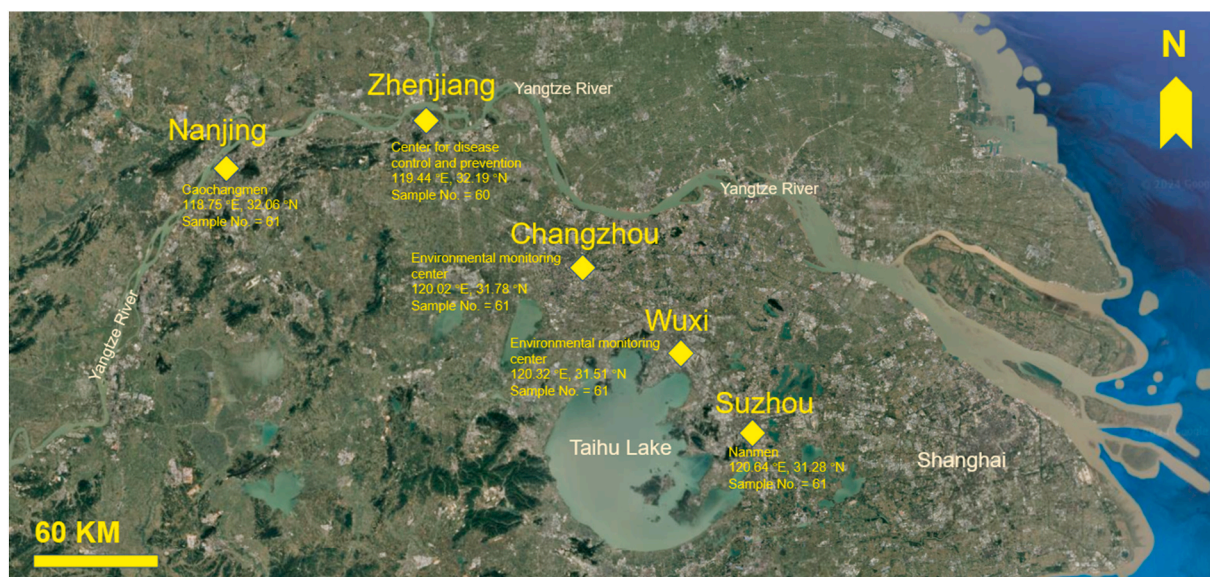 N
Zhenjiang
Yangtze River
Nanjing
Center for disease
control and prevention
119.44 °E, 32.19 °N
Sample No. = 60
Gaochangmen
118.75 °E, 32.06 °N
Sample No. = 61
Yangtze River
Changzhou
Environmental monitoring
center
120.02 °E, 31.78 °N
Sample No. = 61
Yangtze River
Wuxi
Environmental monitoring
center
120.32 °E, 31.51 °N
Sample No. = 61
Suzhou
Taihu Lake
Nanmen
120.64 °E, 31.28 °N
Sample No. = 61
Shanghai
60 KM